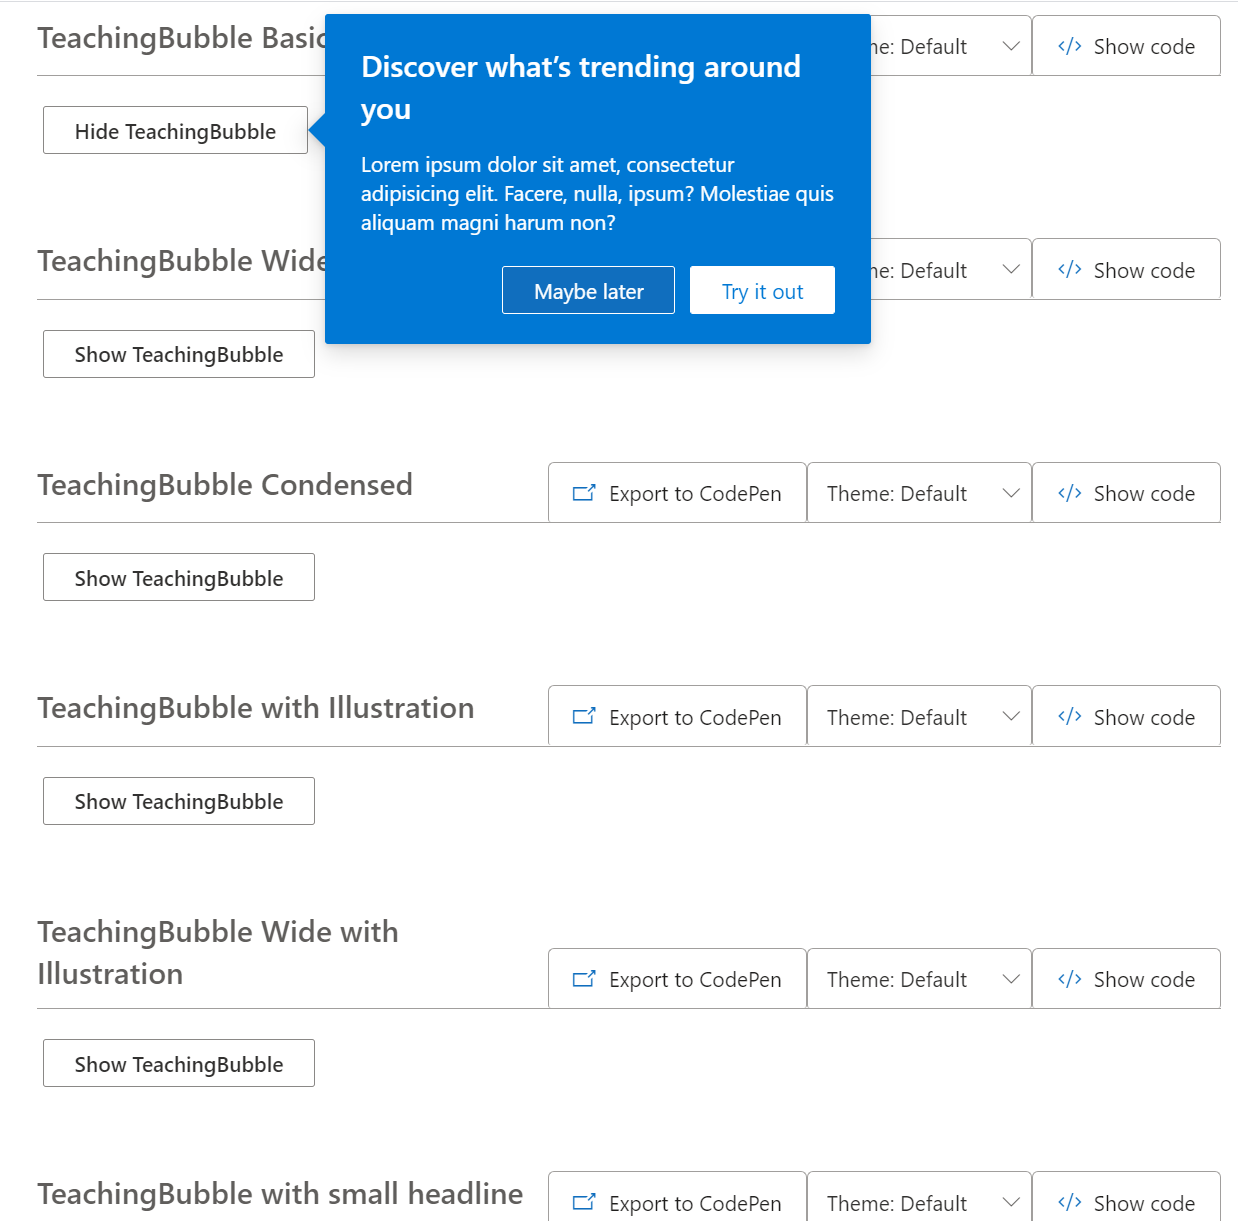 TeachingBubble Basic
Discover what's trending around
you
Default
Show code
Hide TeachingBubble
Lorem ipsum dolor sit amet, consectetur
adipisicing elit. Facere, nulla, ipsum? Molestiae quis
aliquam magni harum non?
TeachingBubble Wide
Default
Show code
Maybe later
Try it out
Show TeachingBubble
TeachingBubble Condensed
Export to CodePen
Theme: Default
Show code
Show TeachingBubble
TeachingBubble with Illustration
Export to CodePen
Theme: Default
Show code
Show TeachingBubble
TeachingBubble Wide with
Illustration
Export to CodePen
Theme: Default
Show code
Show TeachingBubble
TeachingBubble with small headline
Export to CodePen
Theme: Default
Show code